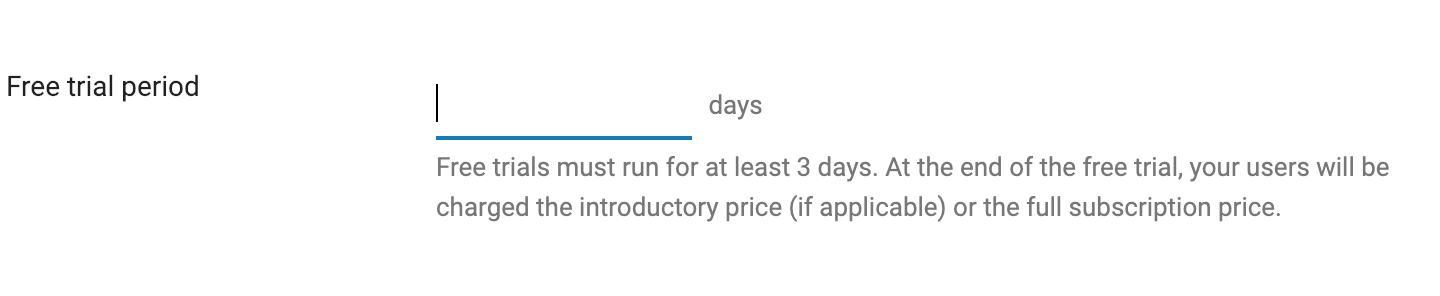 Free trial period
days
Free trials must run for at least 3 days. At the end of the free trial, your users will be
charged the introductory price (if applicable) or the full subscription price.